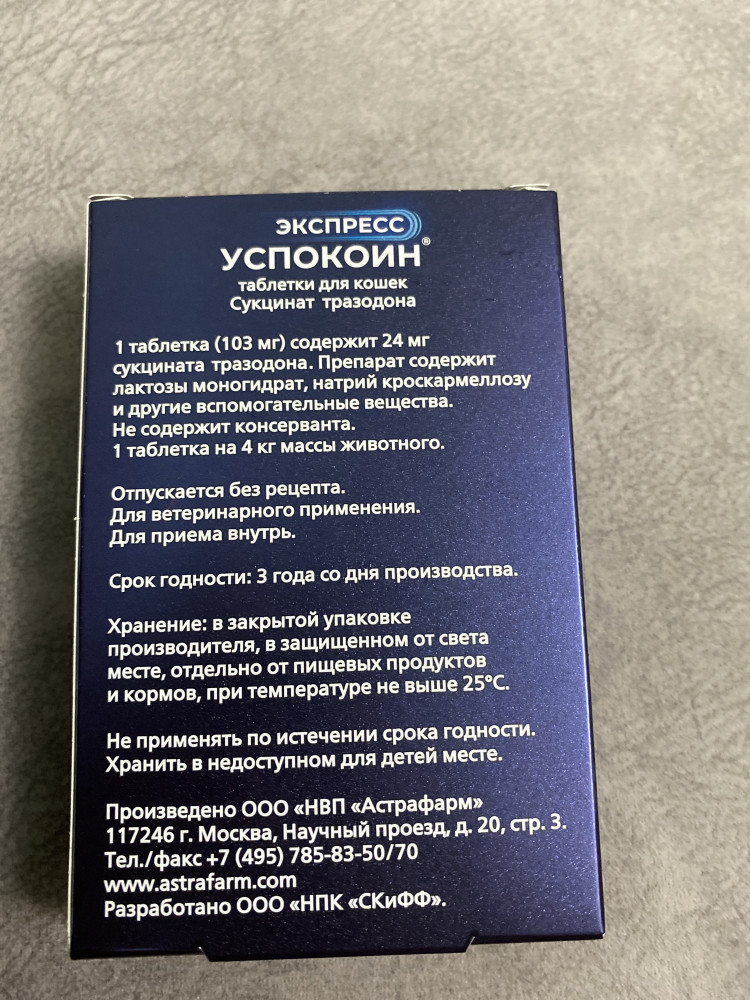 ЭКСПРЕСС
УСПОКОИН®
таблетки для кошек
Сукцинат тразодона
1 таблетка (103 мг) содержит 24 мг
сукцината тразодона. Препарат содержит
лактозы моногидрат, натрий кроскармеллозу
и другие вспомогательные вещества.
Не содержит консерванта.
1 таблетка на 4 кг массы животного.
Отпускается без рецепта.
Для ветеринарного применения.
Для приема внутрь.
Срок годности: 3 года со дня производства.
Хранение: в закрытой упаковке
производителя, в защищенном от света
месте, отдельно от пищевых продуктов
и кормов, при температуре не выше 25°С.
Не применять по истечении срока годности.
Хранить в недоступном для детей месте.
Произведено ООО «НВП «Астрафарм»
117246 г. Москва, Научный проезд, д. 20, стр. 3.
Тел./факс +7 (495) 785-83-50/70
www.astrafarm.com
Разработано ООО «НПК «СКиФФ».